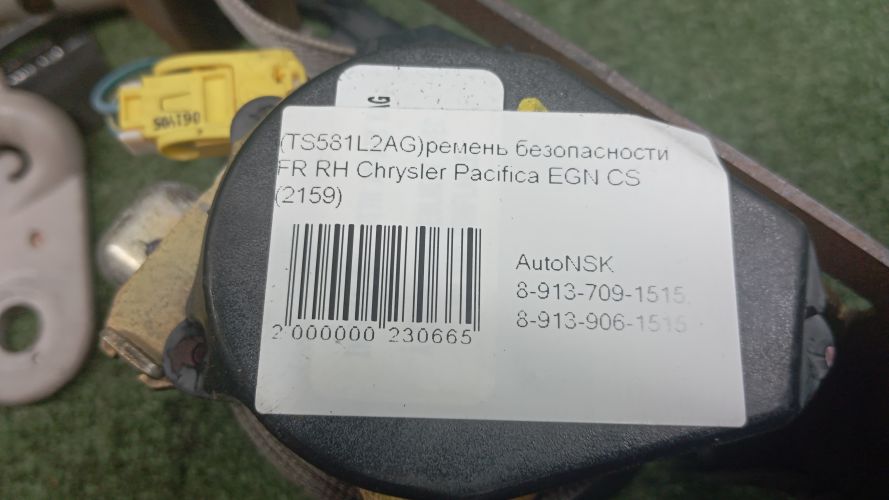 AG
(TS581L2AG)ремень безопасности
FR RH Chrysler Pacifica EGN CS
(2159)
AutoNSK
8-913-709-1515
8-913-906-1515
2 000000 230665